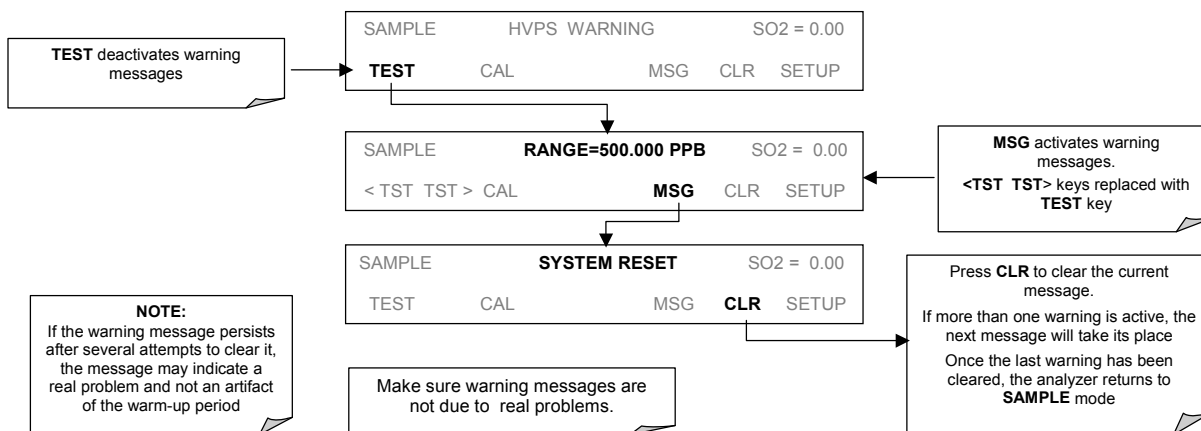 SAMPLE HVPS WARNING SO2 = 0.00
TEST CAL MSG CLR SETUP
TEST deactivates warning
messages
SAMPLE RANGE=500.000 PPB SO2 = 0.00
< TST TST > CAL MSG CLR SETUP
MSG activates warning
messages.
<TST TST> keys replaced with
TEST key
SAMPLE SYSTEM RESET SO2 = 0.00
TEST CAL MSG CLR SETUP
Press CLR to clear the current
message.
If more than one warning is active, the
next message will take its place
Once the last warning has been
cleared, the analyzer returns to
SAMPLE mode
NOTE:
If the warning message persists
after several attempts to clear it,
the message may indicate a
real problem and not an artifact
of the warm-up period
Make sure warning messages are
not due to real problems.